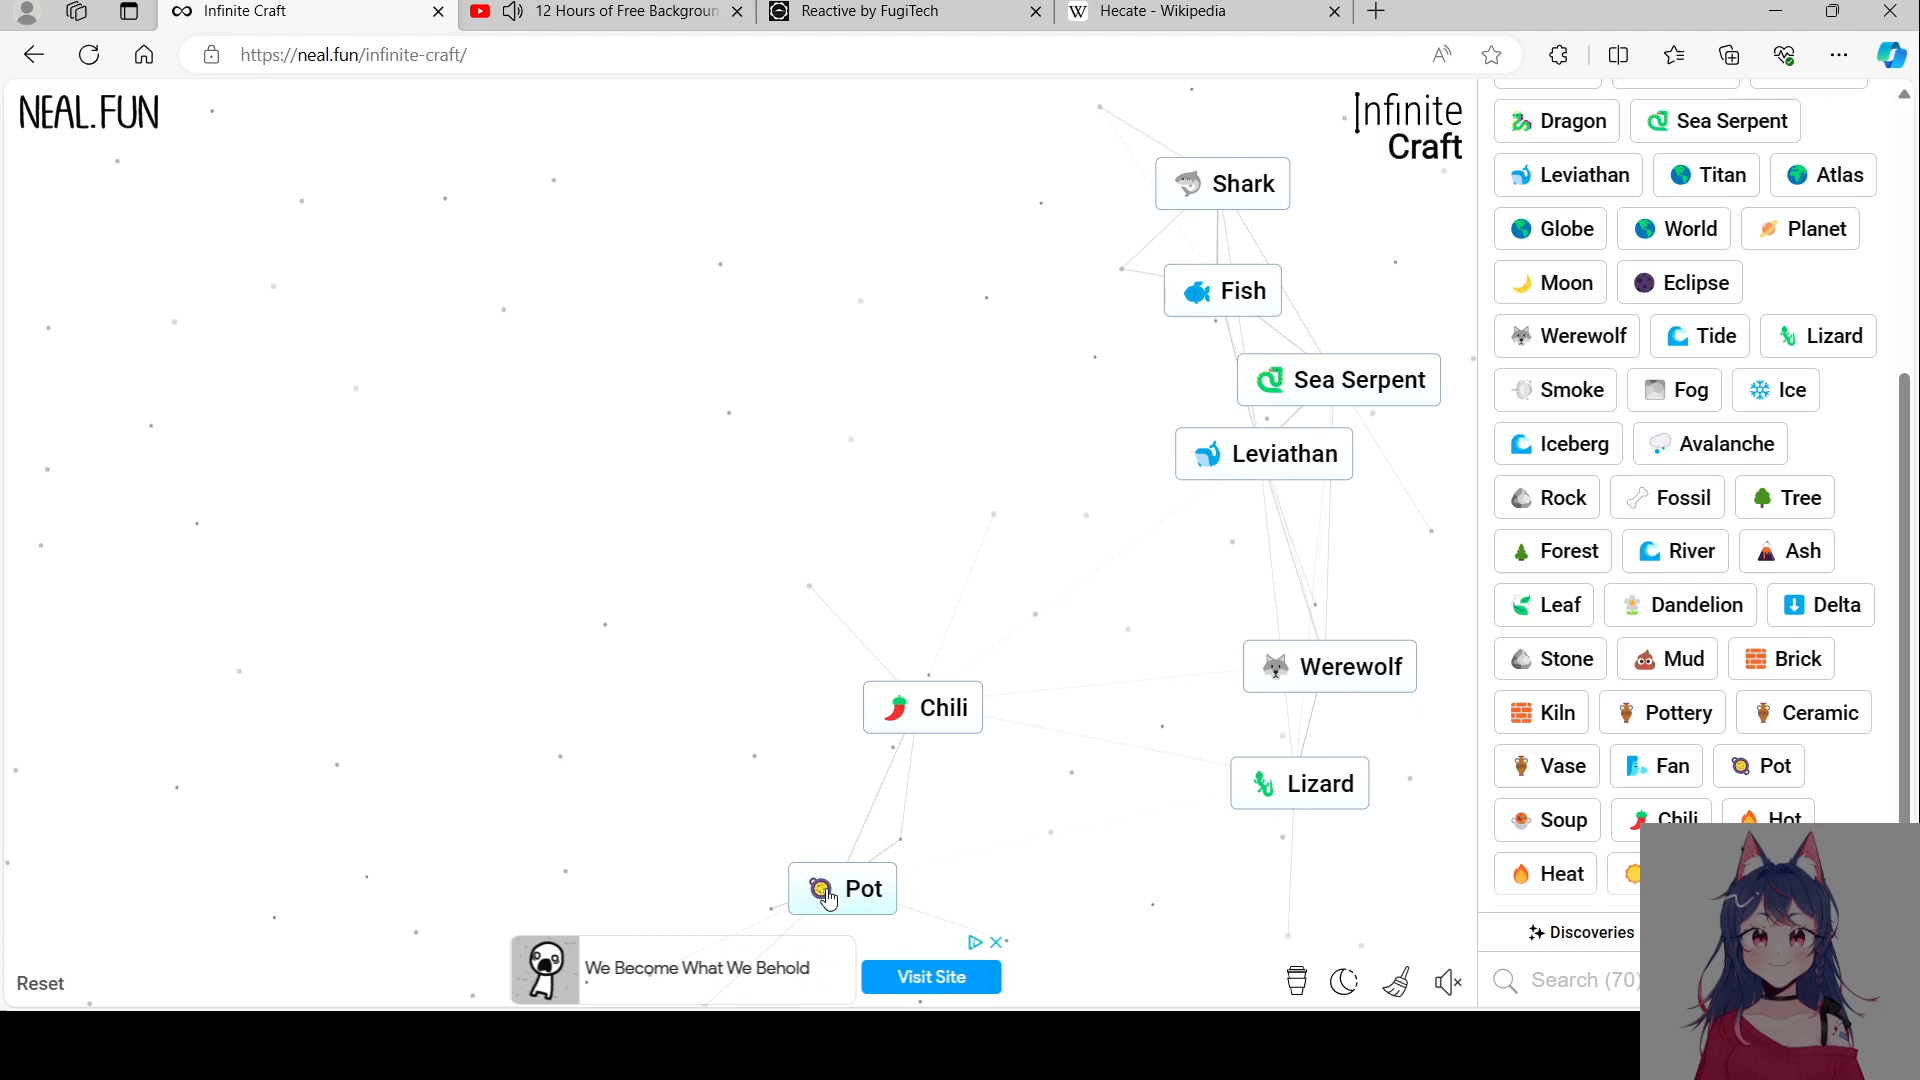 Infinite Craft
12 Hours of Free Backgroun
Reactive by FugiTech
Hecate - Wikipedia
https://neal.fun/infinite-craft/
NEAL.FUN
Infinite
Craft
Shark
Fish
Sea Serpent
Leviathan
Werewolf
Chili
Lizard
Pot
We Become What We Behold
Visit Site
Reset
Dragon Sea Serpent
Leviathan Titan Atlas
Globe World Planet
Moon Eclipse
Werewolf Tide Lizard
Smoke Fog Ice
Iceberg Avalanche
Rock Fossil Tree
Forest River Ash
Leaf Dandelion Delta
Stone Mud Brick
Kiln Pottery Ceramic
Vase Fan Pot
Soup Chili Hot
Heat
Discoveries
Search (70)